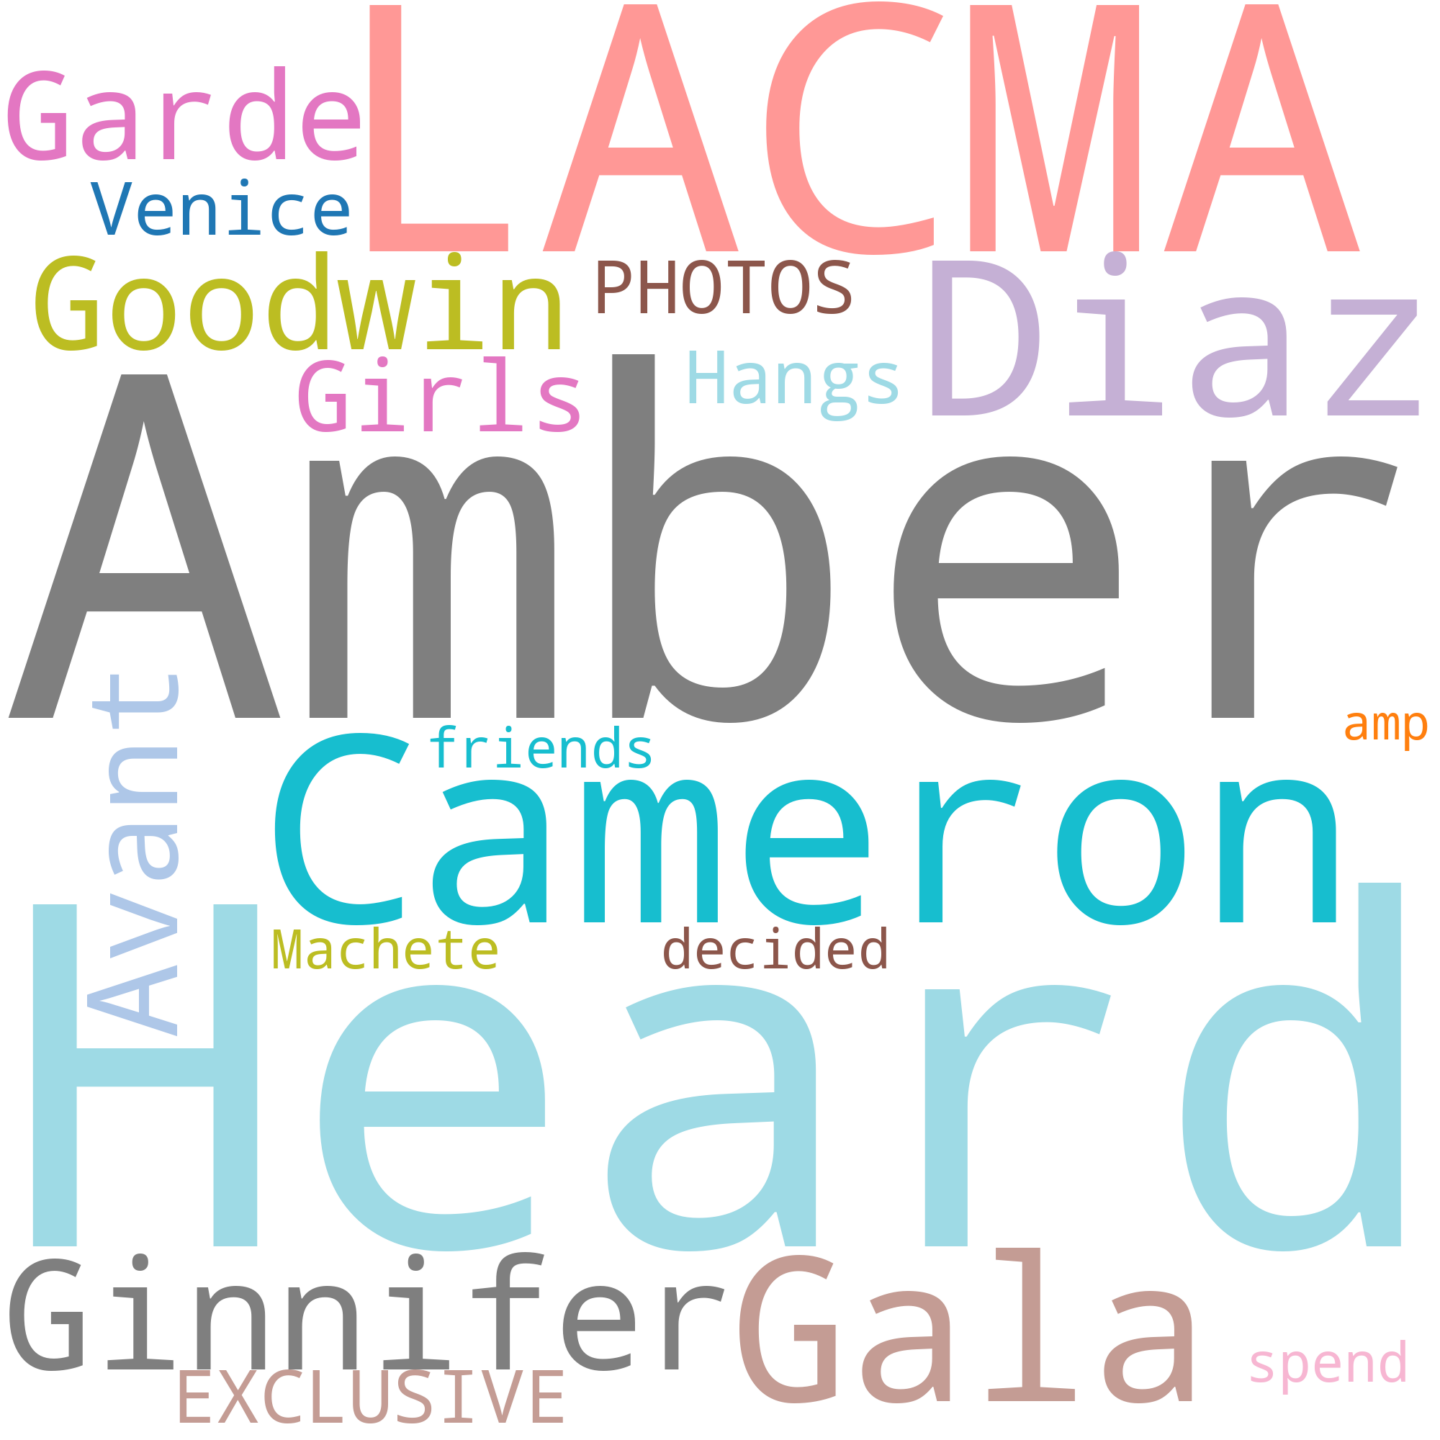 LACMA
Garde
Venice
Goodwin
PHOTOS
Diaz
Girls
Hangs
Amber
Avant
friends
amp
Cameron
Machete
decided
Heard
Ginnifer
Gala
EXCLUSIVE
spend